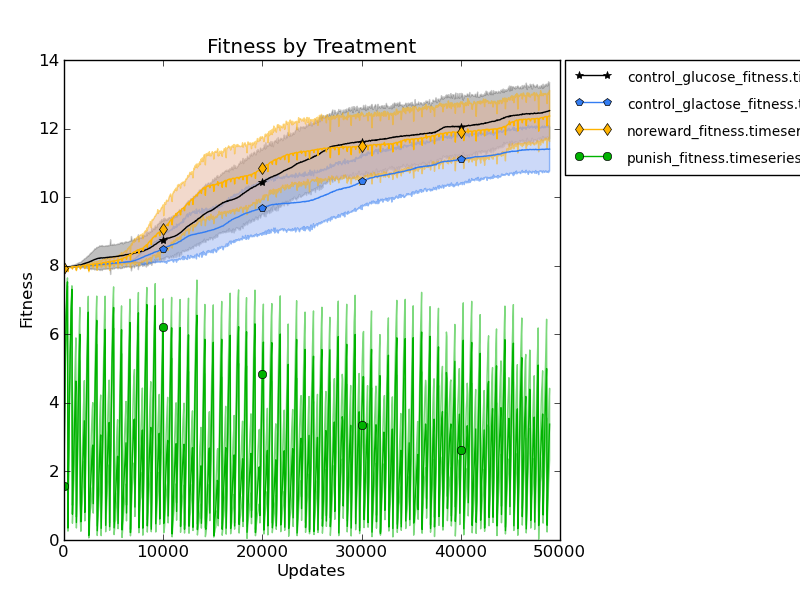 Fitness by Treatment
14
12
10
8
6
4
2
0
Fitness
0 10000 20000 30000 40000 50000
Updates
control_glucose_fitness.ti
control_glactose_fitness.t
noreward_fitness.timeser
punish_fitness.timeseries